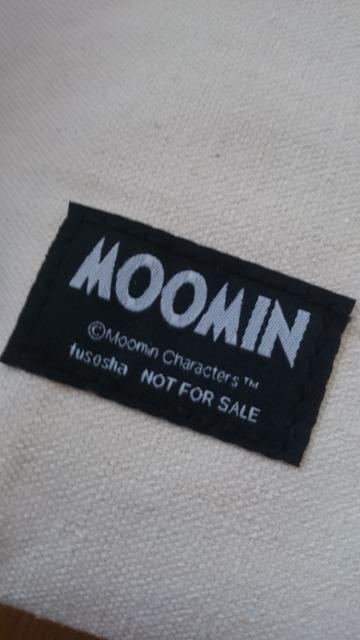 MOOMIN
©Moomin Characters™
fusosha NOT FOR SALE